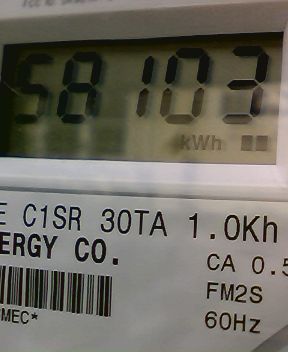 58103
kWh
E C1SR 30TA 1.0Kh
ERGY CO.
CA 0.5
FM2S
MEC*
60Hz